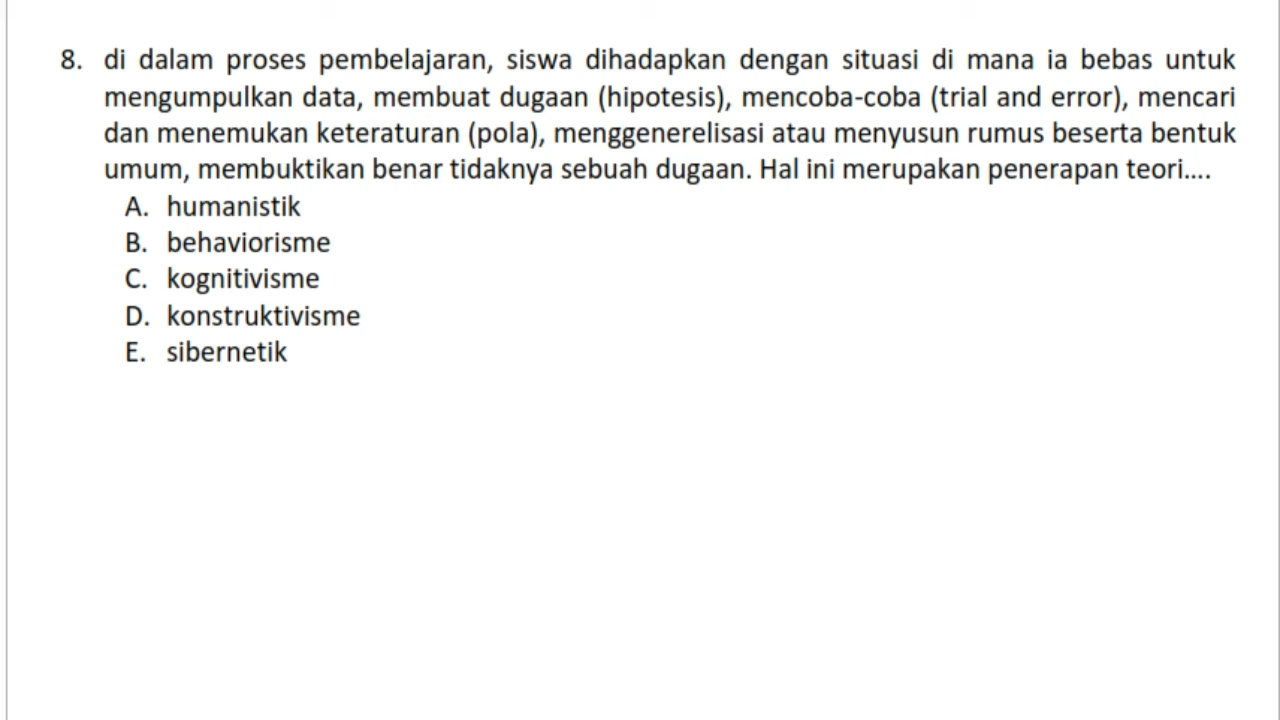 8. di dalam proses pembelajaran, siswa dihadapkan dengan situasi di mana ia bebas untuk
mengumpulkan data, membuat dugaan (hipotesis), mencoba-coba (trial and error), mencari
dan menemukan keteraturan (pola), menggenerelisasi atau menyusun rumus beserta bentuk
umum, membuktikan benar tidaknya sebuah dugaan. Hal ini merupakan penerapan teori....
A. humanistik
B. behaviorisme
C. kognitivisme
D. konstruktivisme
E. sibernetik